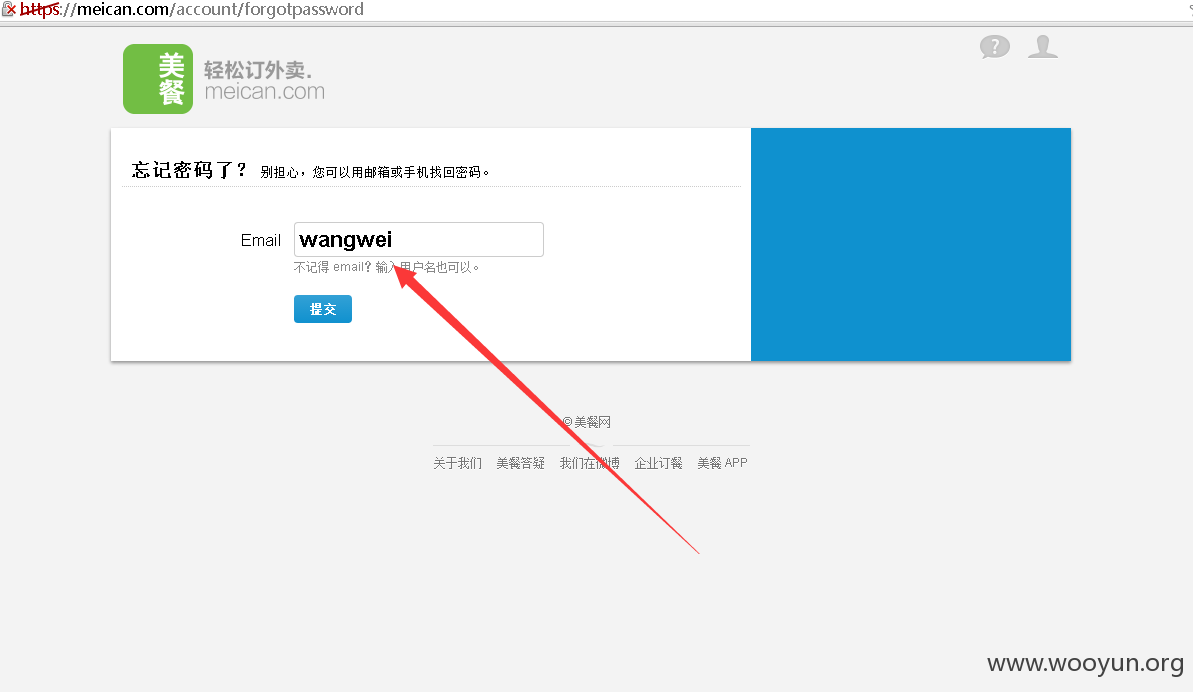 https://meican.com/account/forgotpassword
?
美餐
轻松订外卖.
meican.com
忘记密码了？ 别担心，您可以用邮箱或手机找回密码。
Email wangwei
不记得 email? 输入用户名也可以。
提交
© 美餐网
关于我们 美餐答疑 我们在微博 企业订餐 美餐 APP
www.wooyun.org